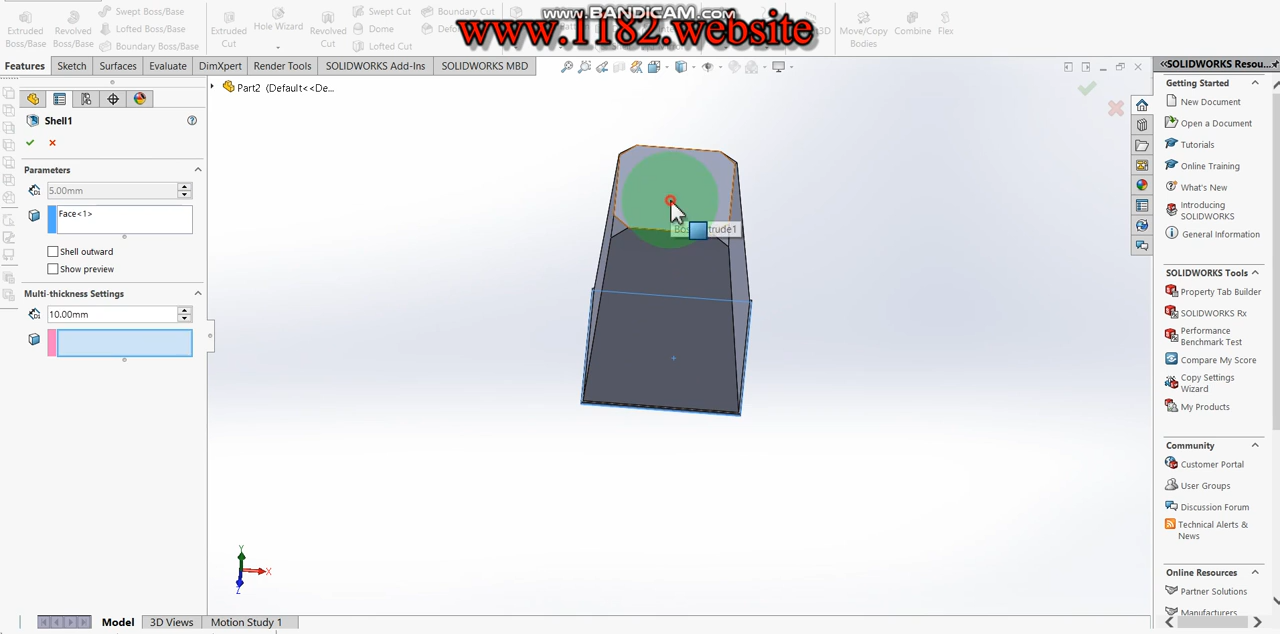 www.BANDICAM.com
www.1182.website
Extruded Boss/Base
Revolved Boss/Base
Swept Boss/Base
Lofted Boss/Base
Boundary Boss/Base
Extruded Cut
Hole Wizard
Revolved Cut
Swept Cut
Dome
Lofted Cut
Boundary Cut
Move/Copy Bodies
Combine
Flex
Features
Sketch
Surfaces
Evaluate
DimXpert
Render Tools
SOLIDWORKS Add-Ins
SOLIDWORKS MBD
Part2 (Default<<De...
Shell1
Parameters
5.00mm
Face<1>
Shell outward
Show preview
Multi-thickness Settings
10.00mm
SOLIDWORKS Resou...
Getting Started
New Document
Open a Document
Tutorials
Online Training
What's New
Introducing
SOLIDWORKS
General Information
SOLIDWORKS Tools
Property Tab Builder
SOLIDWORKS Rx
Performance
Benchmark Test
Compare My Score
Copy Settings
Wizard
My Products
Community
Customer Portal
User Groups
Discussion Forum
Technical Alerts &
News
Online Resources
Partner Solutions
Manufacturers
Y
X
Z
Model
3D Views
Motion Study 1